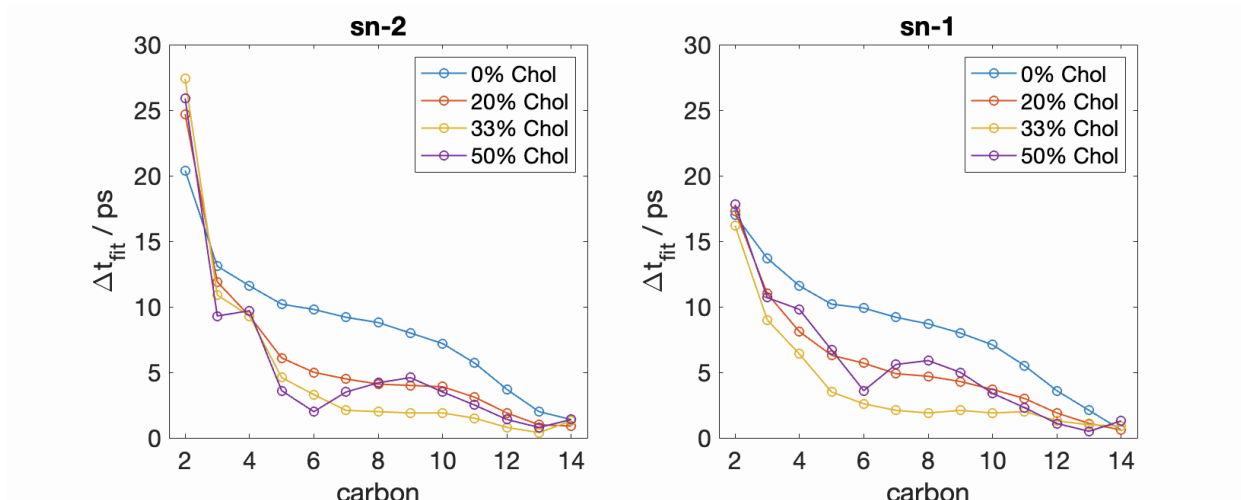 sn-2
30
25
20
15
10
5
0
Δt_fit / ps
2 4 6 8 10 12 14
carbon
0% Chol
20% Chol
33% Chol
50% Chol
sn-1
30
25
20
15
10
5
0
Δt_fit / ps
2 4 6 8 10 12 14
carbon
0% Chol
20% Chol
33% Chol
50% Chol